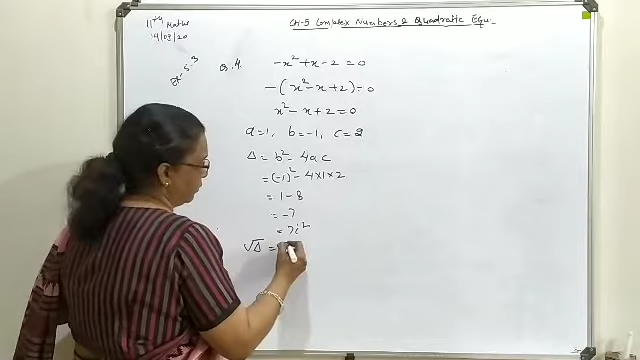 11th Maths
14/09/20
CH-5 Complex Numbers & Quadratic Equ.
Ex-5.3
Q.4. -x² + x - 2 = 0
-(x² - x + 2) = 0
x² - x + 2 = 0
a = 1, b = -1, c = 2
Δ = b² - 4ac
= (-1)² - 4×1×2
= 1 - 8
= -7
= 7i²
√Δ =